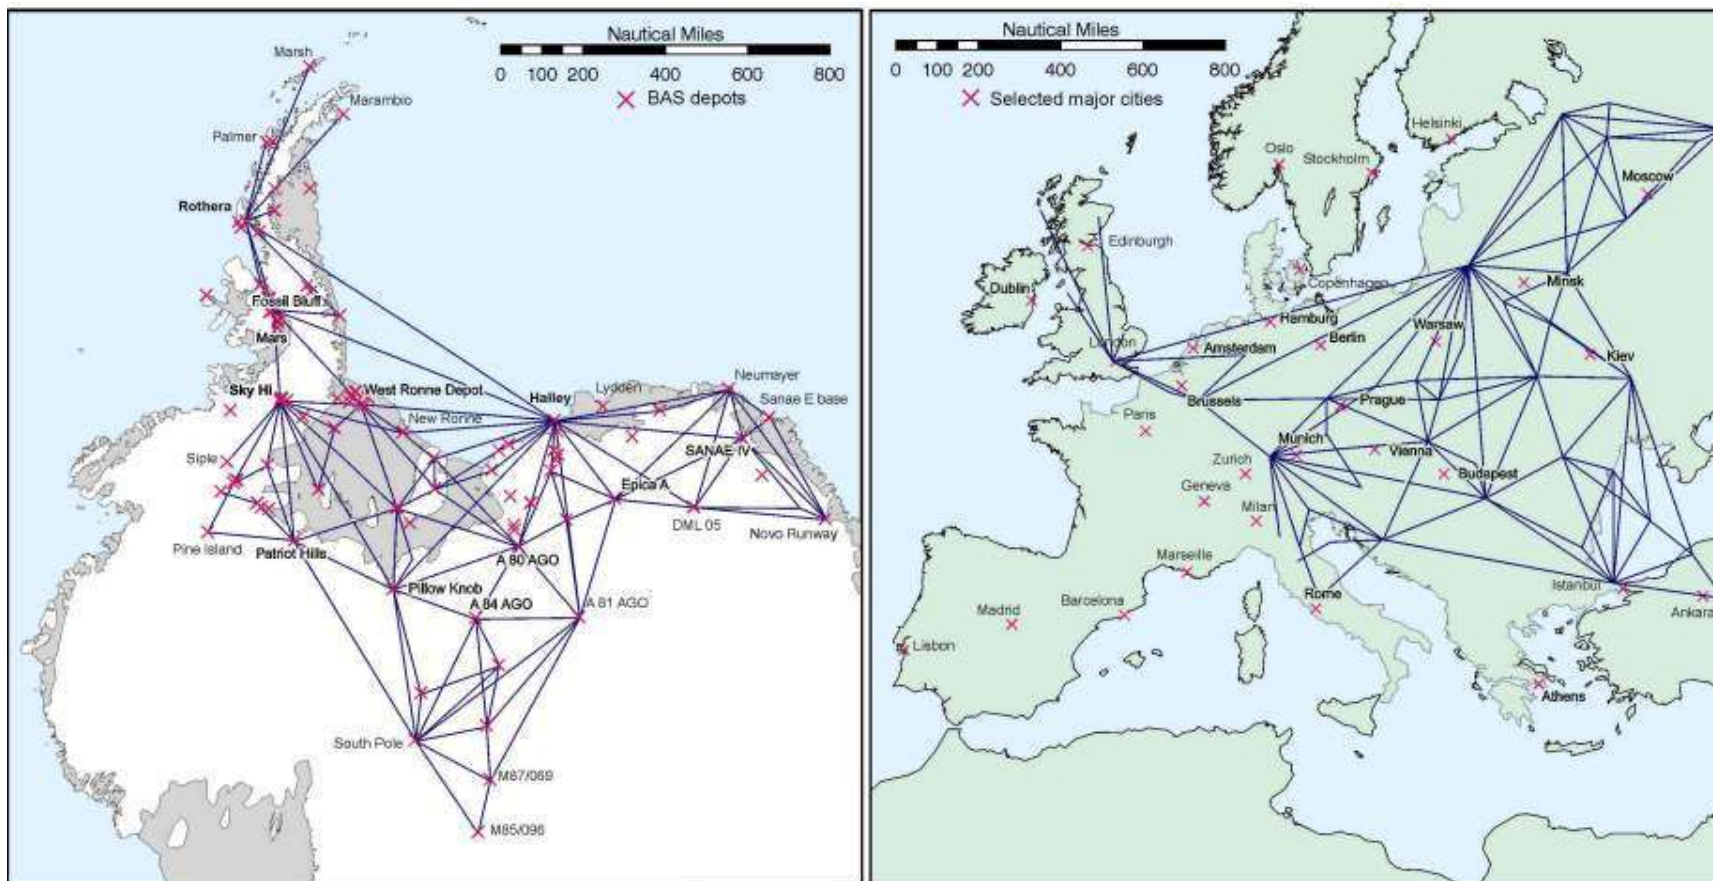 Nautical Miles
0 100 200 400 600 800
BAS depots
Marsh
Marambio
Palmer
Rothera
Fossil Bluff
Mars
Sky Hi
West Ronne Depot
New Ronne
Halley
Lydden
Neumayer
Sanae E base
SANAE IV
Siple
Epica A
DML 05
Novo Runway
Pine Island
Patriot Hills
A 80 AGO
Pillow Knob
A 84 AGO
A 81 AGO
South Pole
M87/069
M85/096
Nautical Miles
0 100 200 400 600 800
Selected major cities
Helsinki
Oslo
Stockholm
Moscow
Edinburgh
Copenhagen
Minsk
Dublin
Hamburg
Warsaw
London
Amsterdam
Berlin
Kiev
Brussels
Prague
Paris
Munich
Vienna
Zurich
Budapest
Geneva
Milan
Marseille
Istanbul
Rome
Ankara
Madrid
Barcelona
Lisbon
Athens